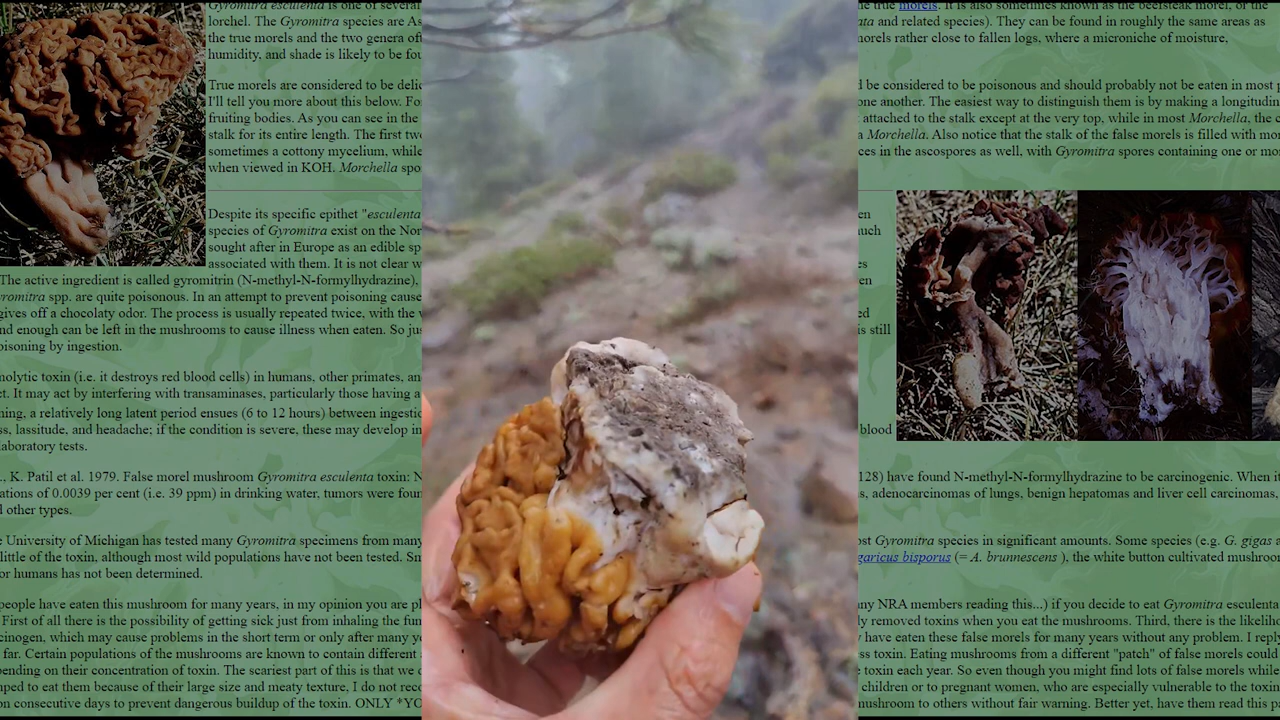 Gyromitra esculenta is one of several
lorchel. The Gyromitra species are As
the true morels and the two genera of
humidity, and shade is likely to be fou
True morels are considered to be deli
I'll tell you more about this below. Fo
fruiting bodies. As you can see in the
stalk for its entire length. The first tw
sometimes a cottony mycelium, while
when viewed in KOH. Morchella spo
Despite its specific epithet "esculenta
species of Gyromitra exist on the Nor
sought after in Europe as an edible sp
associated with them. It is not clear w
The active ingredient is called gyromitrin (N-methyl-N-formylhydrazine),
romitra spp. are quite poisonous. In an attempt to prevent poisoning cause
gives off a chocolaty odor. The process is usually repeated twice, with the w
nd enough can be left in the mushrooms to cause illness when eaten. So jus
oisoning by ingestion.
nolytic toxin (i.e. it destroys red blood cells) in humans, other primates, an
et. It may act by interfering with transaminases, particularly those having a
ning, a relatively long latent period ensues (6 to 12 hours) between ingestic
ss, lassitude, and headache; if the condition is severe, these may develop in
laboratory tests.
., K. Patil et al. 1979. False morel mushroom Gyromitra esculenta toxin: N
ations of 0.0039 per cent (i.e. 39 ppm) in drinking water, tumors were foun
d other types.
e University of Michigan has tested many Gyromitra specimens from many
little of the toxin, although most wild populations have not been tested. Sn
or humans has not been determined.
people have eaten this mushroom for many years, in my opinion you are pl
First of all there is the possibility of getting sick just from inhaling the fun
cinogen, which may cause problems in the short term or only after many ye
far. Certain populations of the mushrooms are known to contain different
pending on their concentration of toxin. The scariest part of this is that we d
nped to eat them because of their large size and meaty texture, I do not reco
on consecutive days to prevent dangerous buildup of the toxin. ONLY *YO
he true morels. It is also sometimes known as the beefsteak morel, or the
ata and related species). They can be found in roughly the same areas as
norels rather close to fallen logs, where a microniche of moisture,
d be considered to be poisonous and should probably not be eaten in most p
one another. The easiest way to distinguish them is by making a longitudin
attached to the stalk except at the very top, while in most Morchella, the c
a Morchella. Also notice that the stalk of the false morels is filled with mor
ces in the ascospores as well, with Gyromitra spores containing one or mor
en
nuch
es
en
ed
is still
blood
128) have found N-methyl-N-formylhydrazine to be carcinogenic. When it
s, adenocarcinomas of lungs, benign hepatomas and liver cell carcinomas.
ost Gyromitra species in significant amounts. Some species (e.g. G. gigas a
garicus bisporus (= A. brunnescens ), the white button cultivated mushroo
ny NRA members reading this...) if you decide to eat Gyromitra esculenta
ly removed toxins when you eat the mushrooms. Third, there is the likeliho
y have eaten these false morels for many years without any problem. I repl
ss toxin. Eating mushrooms from a different "patch" of false morels could
e toxin each year. So even though you might find lots of false morels while
children or to pregnant women, who are especially vulnerable to the toxin
mushroom to others without fair warning. Better yet, have them read this p